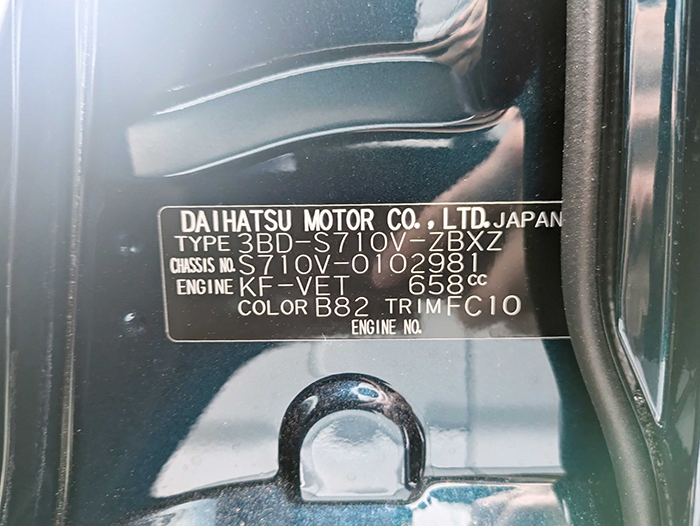 DAIHATSU MOTOR CO., LTD. JAPAN
TYPE 3BD-S710V-ZBXZ
CHASSIS NO. S710V-0102981
ENGINE KF-VET 658cc
COLOR B82 TRIM FC10
ENGINE NO.